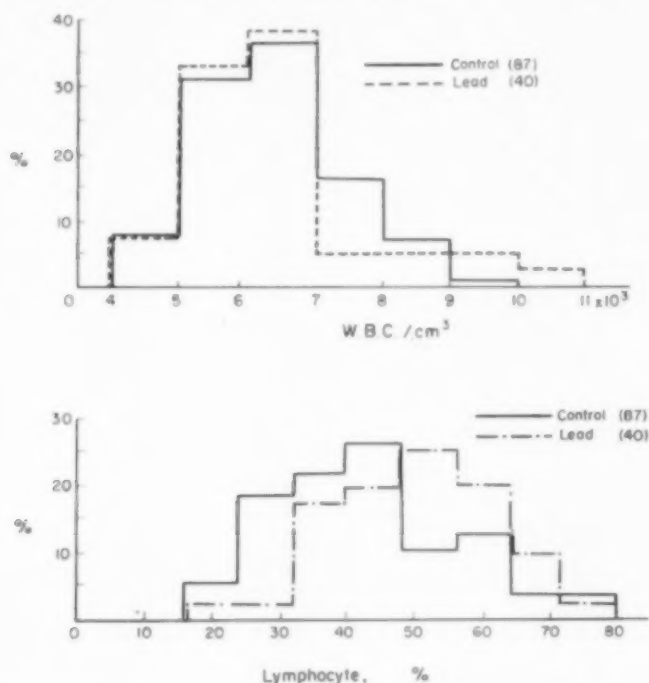 40
Control (87)
Lead (40)
30
%
20
10
0 4 5 6 7 8 9 10 11 x 10³
W.B.C./cm³
30
Control (87)
Lead (40)
20
%
10
0 10 20 30 40 50 60 70 80
Lymphocyte, %